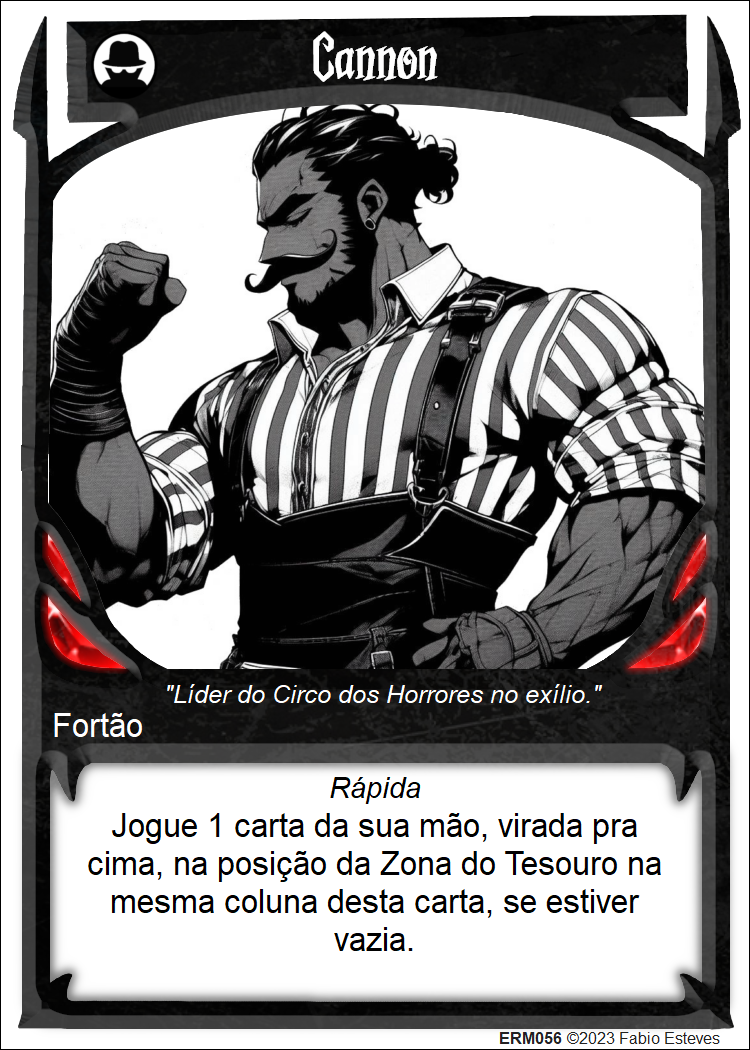 Cannon
"Líder do Circo dos Horrores no exílio."
Fortão
Rápida
Jogue 1 carta da sua mão, virada pra
cima, na posição da Zona do Tesouro na
mesma coluna desta carta, se estiver
vazia.
ERM056 ©2023 Fabio Esteves